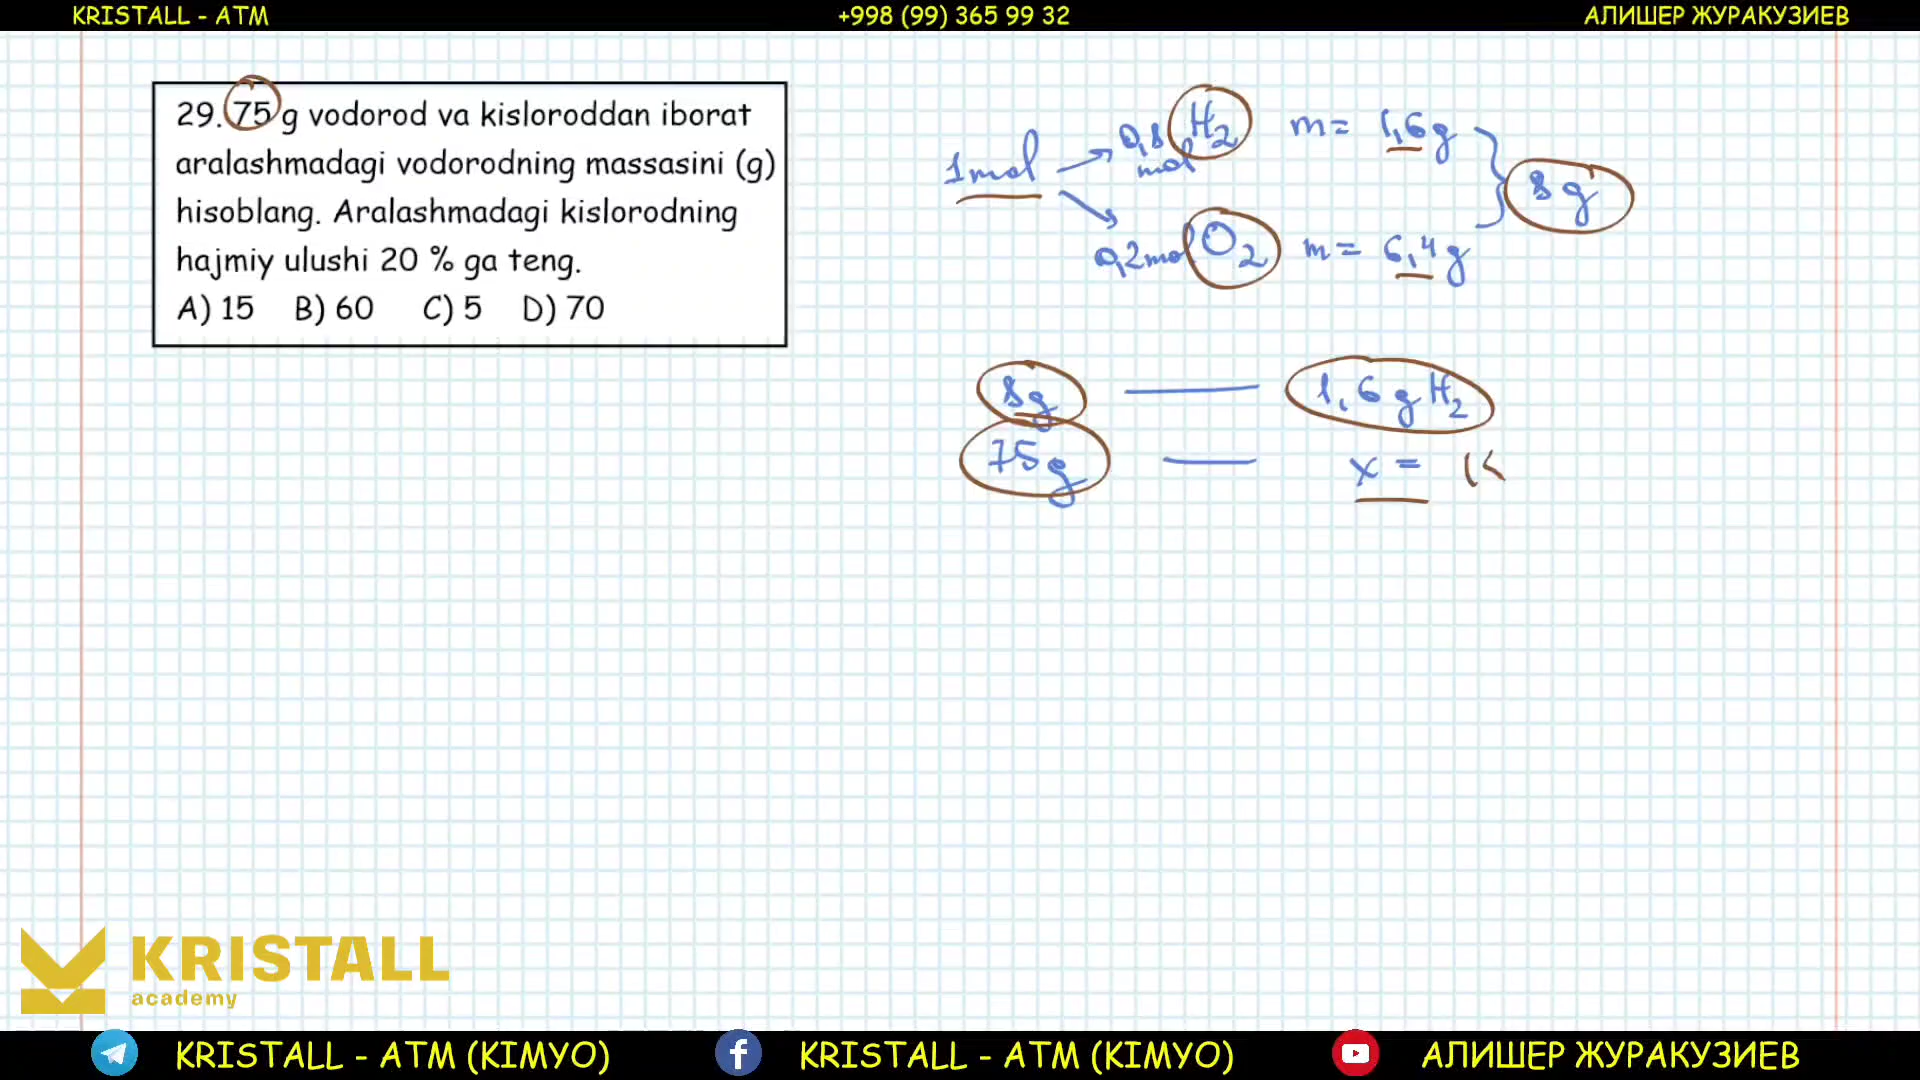 KRISTALL - ATM
+998 (99) 365 99 32
АЛИШЕР ЖУРАКУЗИЕВ
29. 75 g vodorod va kisloroddan iborat
aralashmadagi vodorodning massasini (g)
hisoblang. Aralashmadagi kislorodning
hajmiy ulushi 20 % ga teng.
A) 15 B) 60 C) 5 D) 70
1mol
0,8 mol H2 m = 1,6g
0,2mol O2 m = 6,4g
8 g
8g — 1,6 g H2
75g — x =
KRISTALL
academy
KRISTALL - ATM (KIMYO)
KRISTALL - ATM (KIMYO)
АЛИШЕР ЖУРАКУЗИЕВ